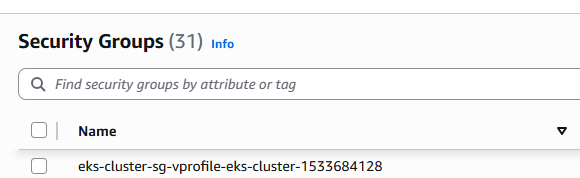 Security Groups (31) Info
Find security groups by attribute or tag
Name
eks-cluster-sg-vprofile-eks-cluster-1533684128